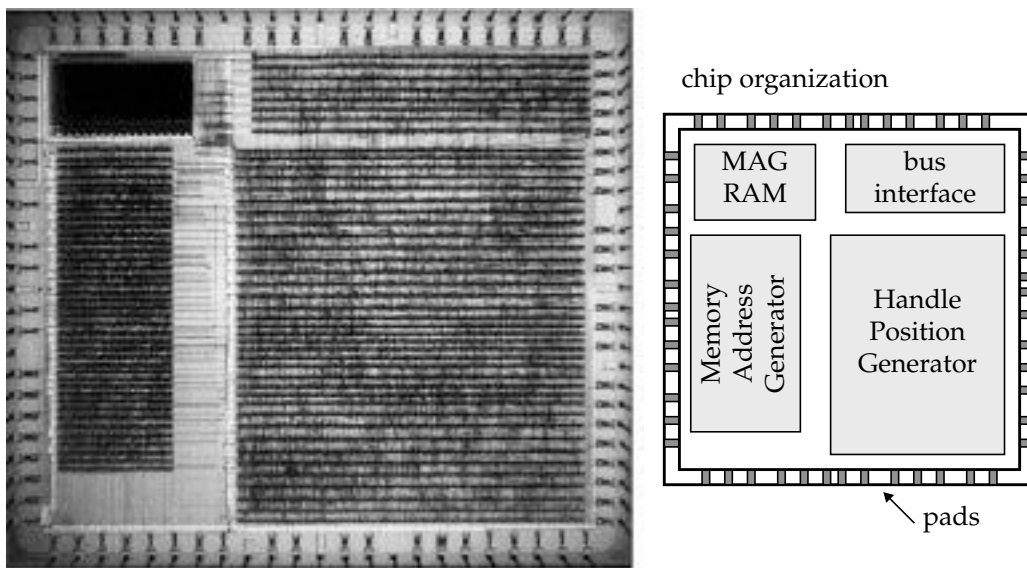 chip organization
MAG
RAM
bus
interface
Memory
Address
Generator
Handle
Position
Generator
pads